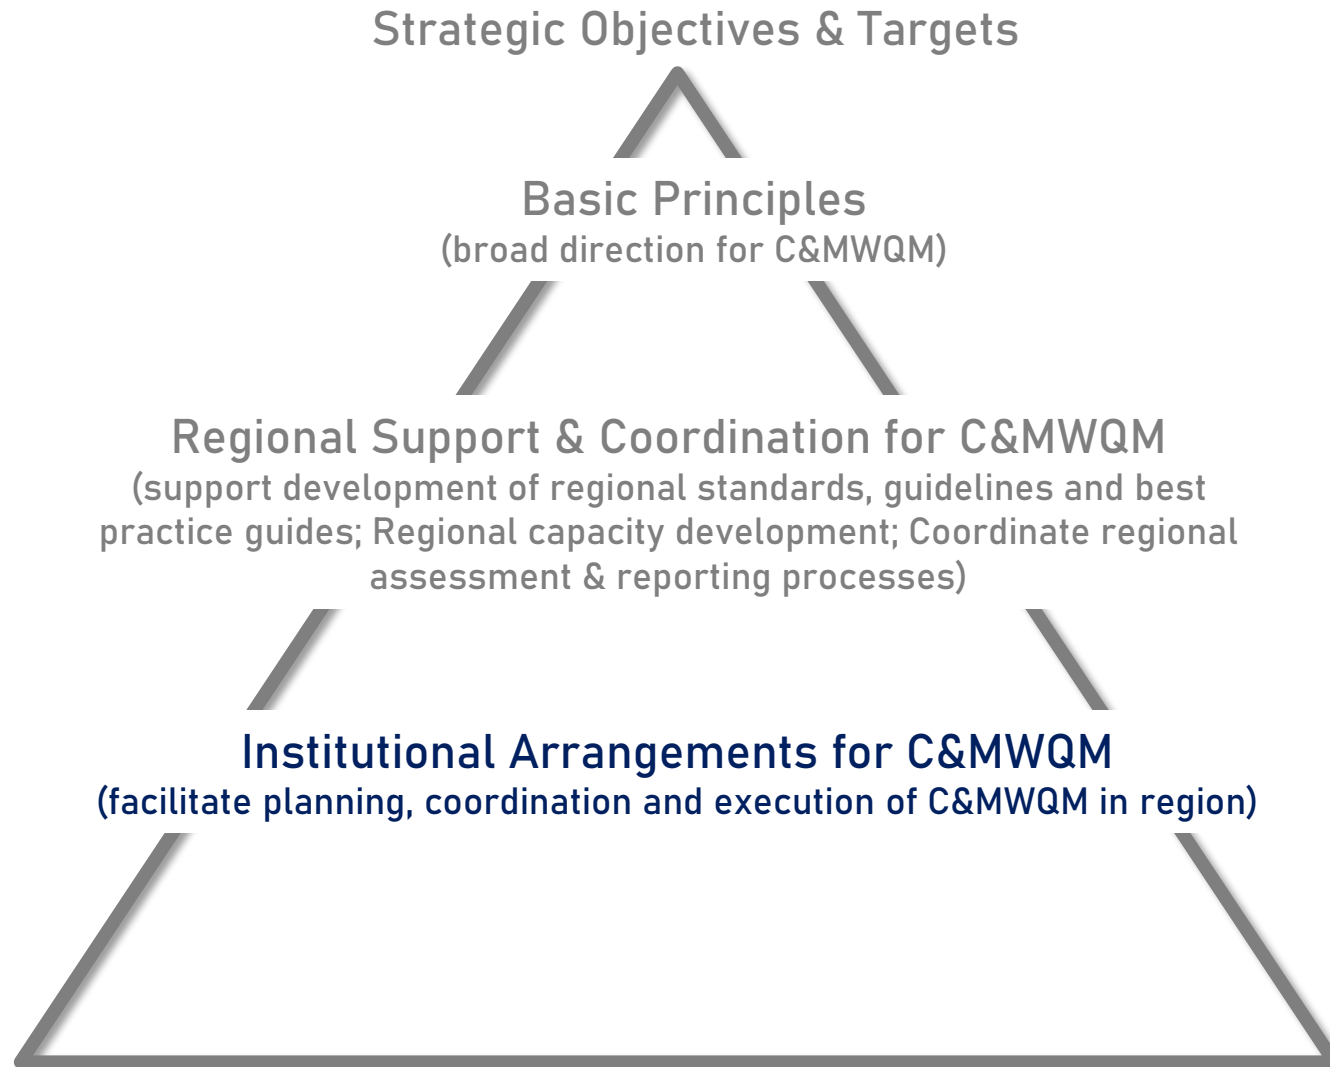 Strategic Objectives & Targets
Basic Principles
(broad direction for C&MWQM)
Regional Support & Coordination for C&MWQM
(support development of regional standards, guidelines and best
practice guides; Regional capacity development; Coordinate regional
assessment & reporting processes)
Institutional Arrangements for C&MWQM
(facilitate planning, coordination and execution of C&MWQM in region)